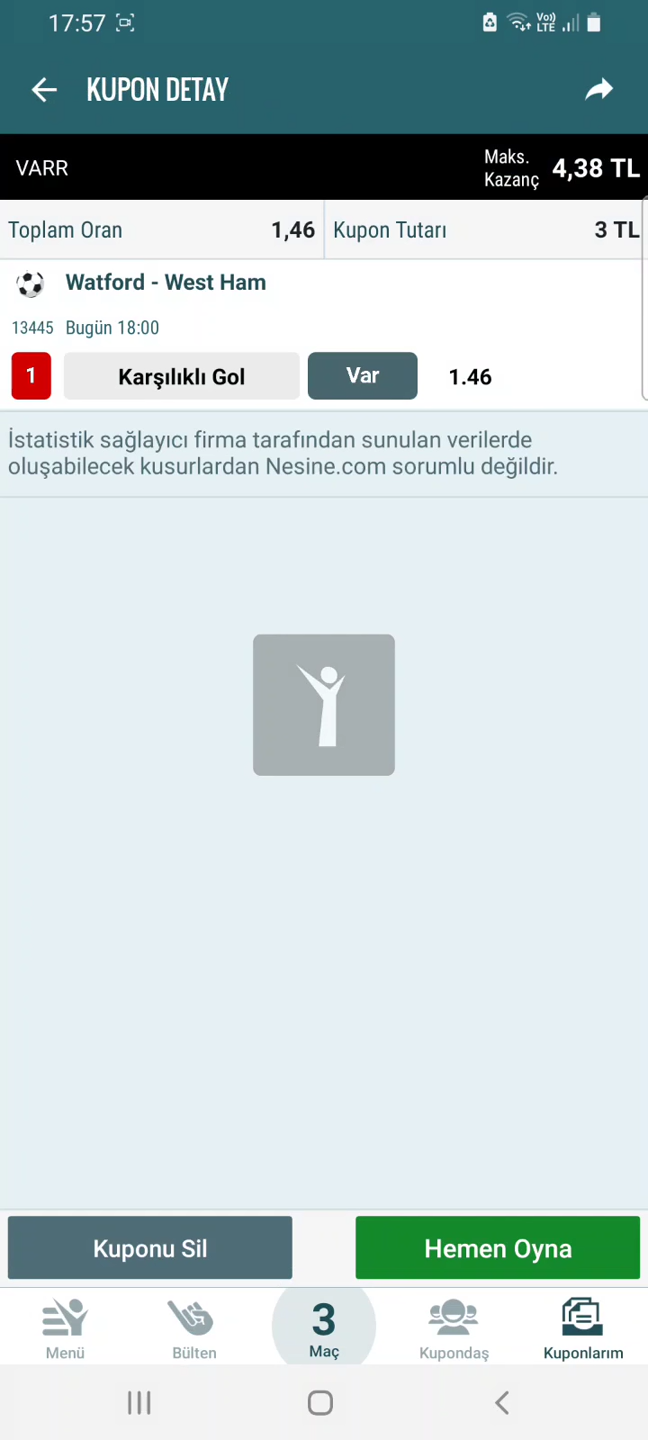 17:57
Vo))
LTE
KUPON DETAY
VARR
Maks.
Kazanç
4,38 TL
Toplam Oran
1,46
Kupon Tutarı
3 TL
Watford - West Ham
13445 Bugün 18:00
1
Karşılıklı Gol
Var
1.46
İstatistik sağlayıcı firma tarafından sunulan verilerde
oluşabilecek kusurlardan Nesine.com sorumlu değildir.
Kuponu Sil
Hemen Oyna
3
Menü
Bülten
Maç
Kupondaş
Kuponlarım